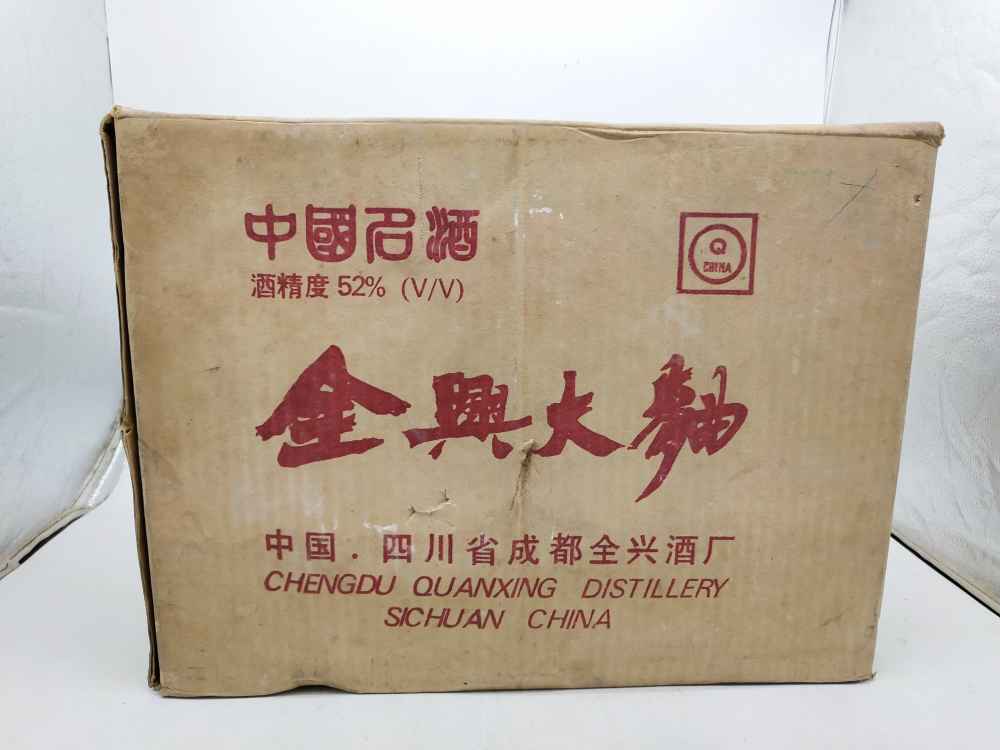 中國名酒
酒精度 52% (V/V)
Q
CHINA
全興大麯
中国．四川省成都全兴酒厂
CHENGDU QUANXING DISTILLERY
SICHUAN CHINA